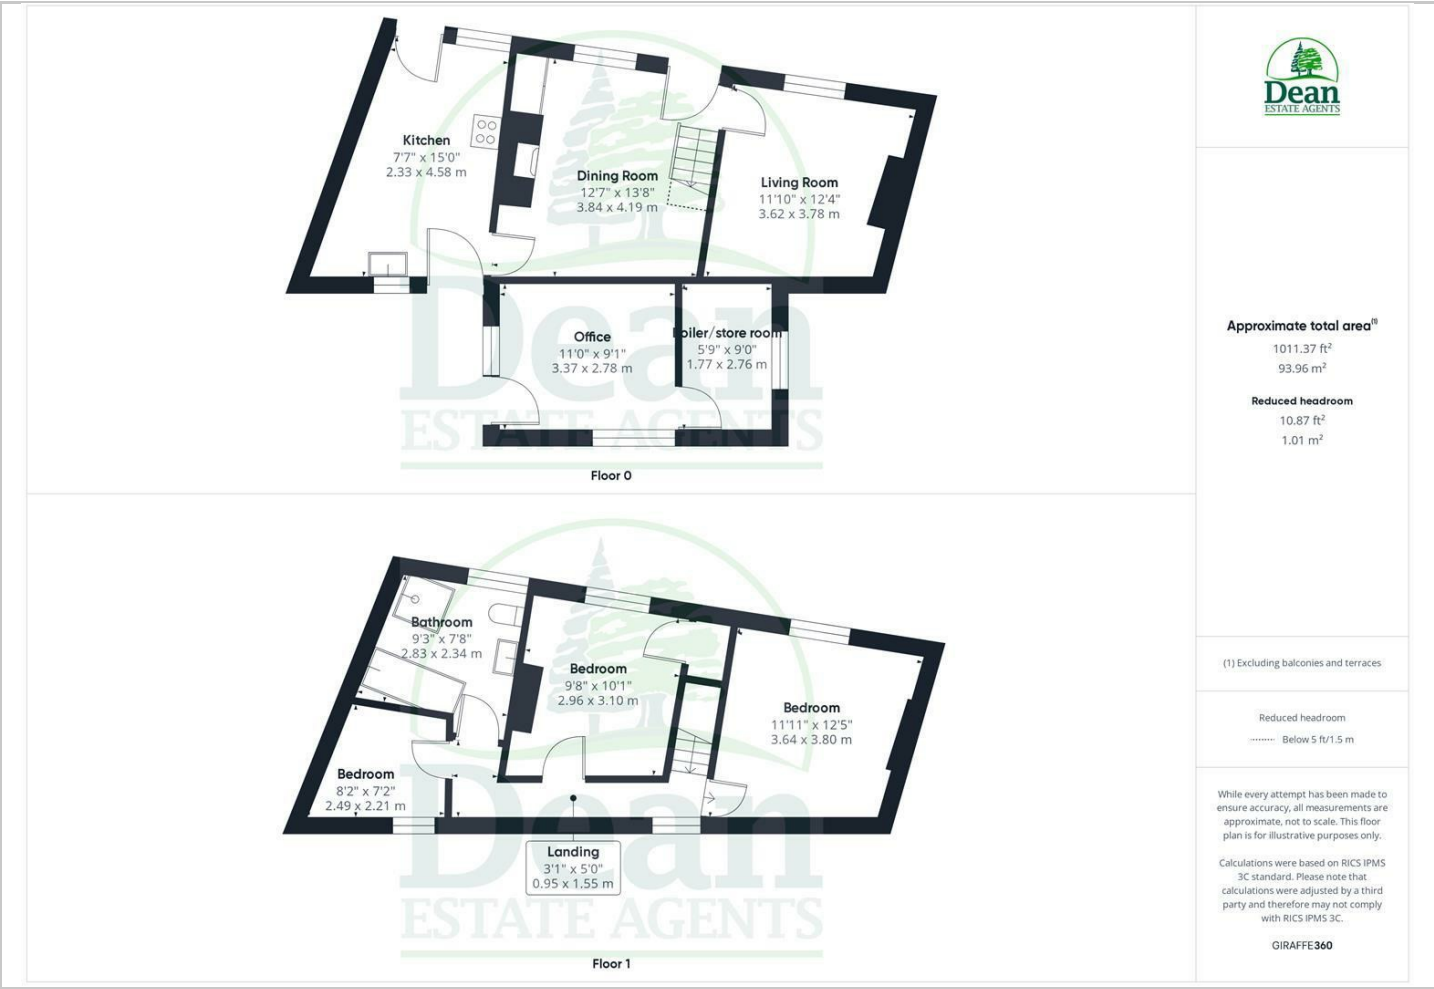 Kitchen
7'7" x 15'0"
2.33 x 4.58 m
Dining Room
12'7" x 13'8"
3.84 x 4.19 m
Living Room
11'10" x 12'4"
3.62 x 3.78 m
Office
11'0" x 9'1"
3.37 x 2.78 m
Boiler/store room
5'9" x 9'0"
1.77 x 2.76 m
Dean
ESTATE AGENTS
Floor 0
Bathroom
9'3" x 7'8"
2.83 x 2.34 m
Bedroom
9'8" x 10'1"
2.96 x 3.10 m
Bedroom
11'11" x 12'5"
3.64 x 3.80 m
Bedroom
8'2" x 7'2"
2.49 x 2.21 m
Landing
3'1" x 5'0"
0.95 x 1.55 m
Dean
ESTATE AGENTS
Floor 1
Dean
ESTATE AGENTS
Approximate total area(1)
1011.37 ft²
93.96 m²
Reduced headroom
10.87 ft²
1.01 m²
(1) Excluding balconies and terraces
Reduced headroom
Below 5 ft/1.5 m
While every attempt has been made to
ensure accuracy, all measurements are
approximate, not to scale. This floor
plan is for illustrative purposes only.
Calculations were based on RICS IPMS
3C standard. Please note that
calculations were adjusted by a third
party and therefore may not comply
with RICS IPMS 3C.
GIRAFFE360